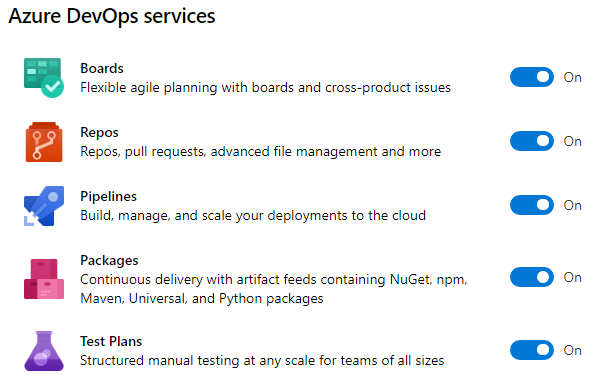 Azure DevOps services
Boards
Flexible agile planning with boards and cross-product issues
On
Repos
Repos, pull requests, advanced file management and more
On
Pipelines
Build, manage, and scale your deployments to the cloud
On
Packages
Continuous delivery with artifact feeds containing NuGet, npm,
Maven, Universal, and Python packages
On
Test Plans
Structured manual testing at any scale for teams of all sizes
On